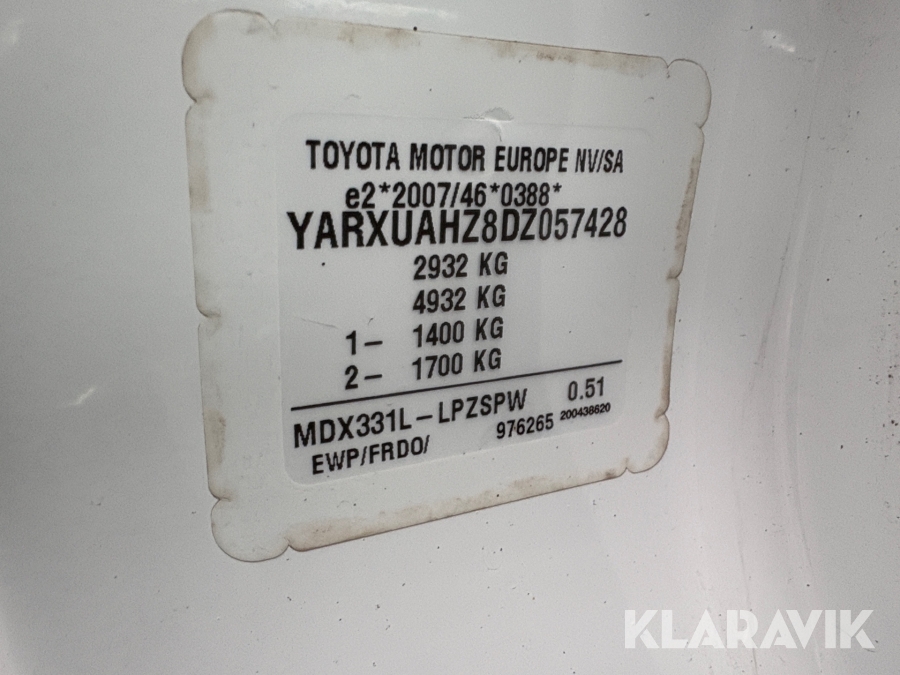 TOYOTA MOTOR EUROPE NV/SA
e2*2007/46*0388*
YARXUAHZ8DZ057428
2932 KG
4932 KG
1- 1400 KG
2- 1700 KG
MDX331L-LPZSPW 0.51
EWP/FRDO/ 976265 200438620
KLARAVIK